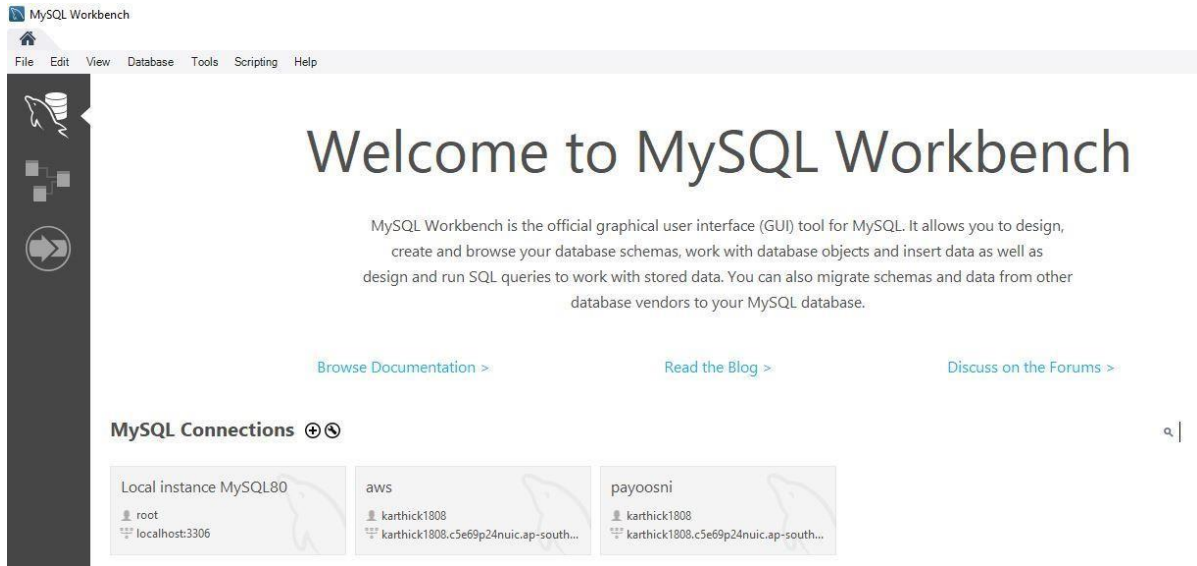 MySQL Workbench
File Edit View Database Tools Scripting Help
Welcome to MySQL Workbench
MySQL Workbench is the official graphical user interface (GUI) tool for MySQL. It allows you to design,
create and browse your database schemas, work with database objects and insert data as well as
design and run SQL queries to work with stored data. You can also migrate schemas and data from other
database vendors to your MySQL database.
Browse Documentation > Read the Blog > Discuss on the Forums >
MySQL Connections
Local instance MySQL80
root
localhost:3306
aws
karthick1808
karthick1808.c5e69p24nuic.ap-south...
payoosni
karthick1808
karthick1808.c5e69p24nuic.ap-south...